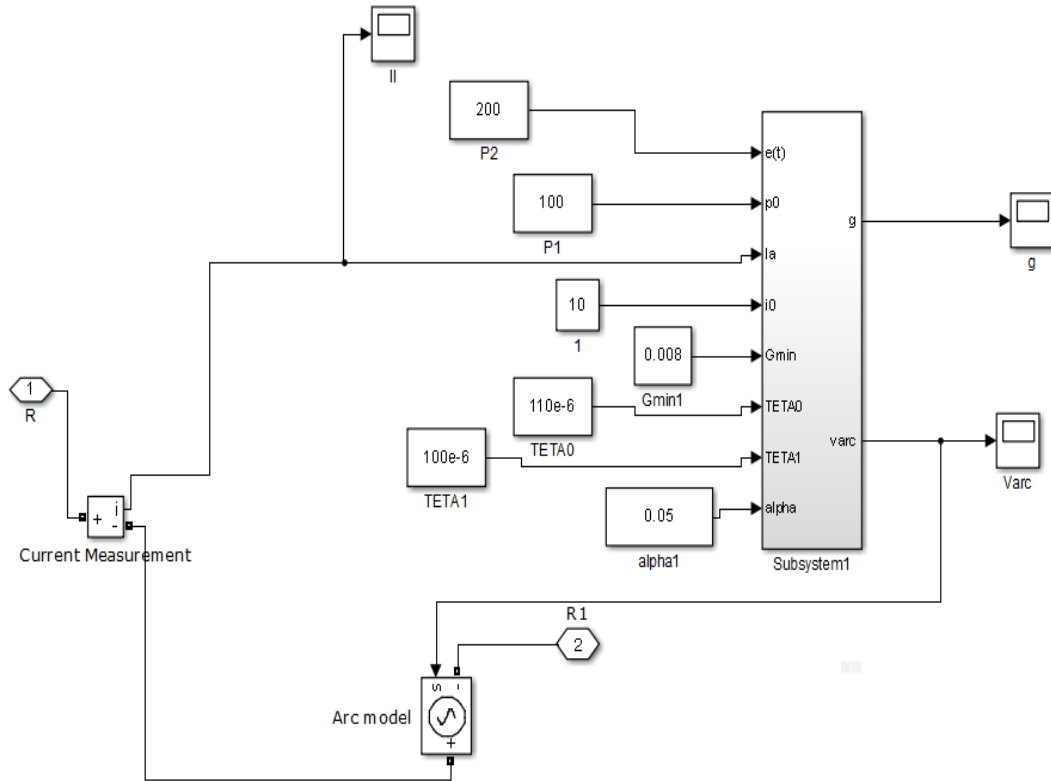 II
200
P2
e(t)
100
p0
P1
g
g
Ia
10
i0
1
0.008
Gmin
Gmin1
1
R
110e-6
TETA0
TETA0
varc
Varc
100e-6
TETA1
TETA1
i
+
-
Current Measurement
0.05
alpha
alpha1
Subsystem1
R1
2
s
-
Arc model
+